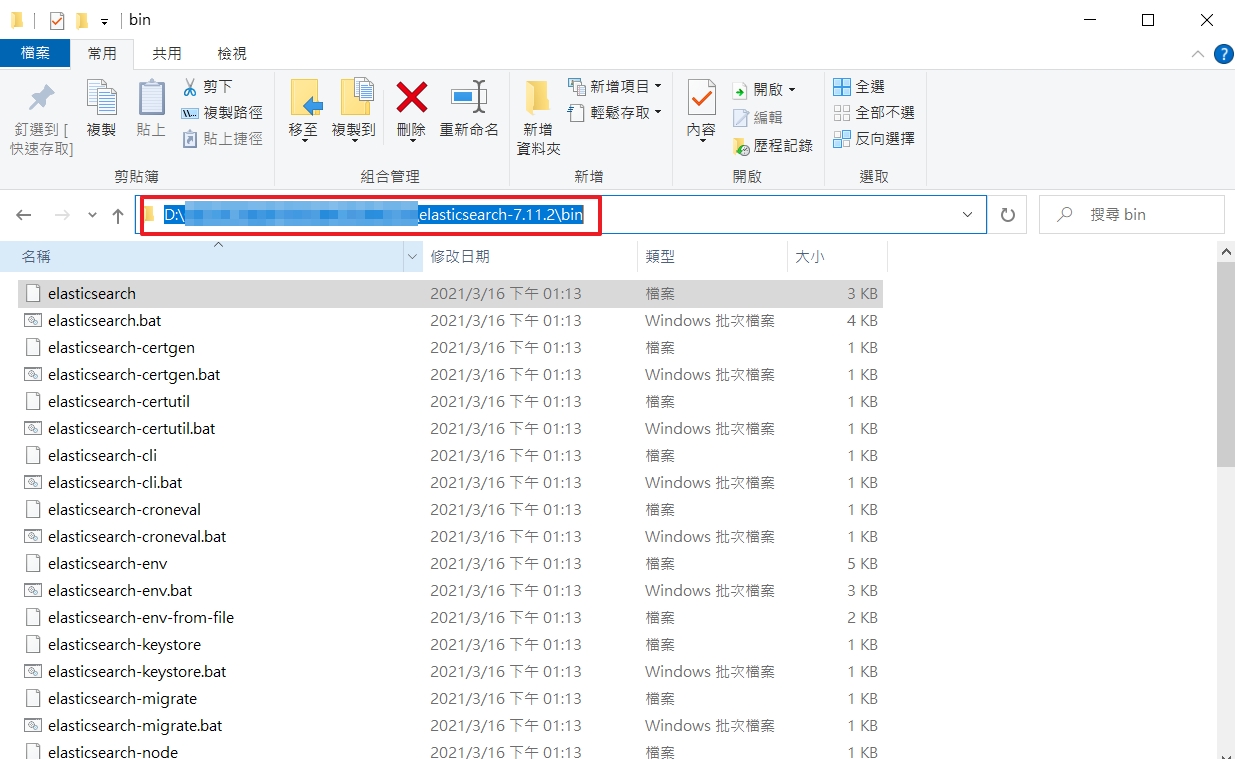 bin
檔案 常用 共用 檢視
釘選到 [ 快速存取]
複製
貼上
剪下
複製路徑
貼上捷徑
剪貼簿
移至
複製到
刪除
重新命名
組合管理
新增 資料夾
新增項目
輕鬆存取
新增
內容
開啟
編輯
歷程記錄
開啟
全選
全部不選
反向選擇
選取
D:\ elasticsearch-7.11.2\bin
搜尋 bin
名稱 修改日期 類型 大小
elasticsearch 2021/3/16 下午 01:13 檔案 3 KB
elasticsearch.bat 2021/3/16 下午 01:13 Windows 批次檔案 4 KB
elasticsearch-certgen 2021/3/16 下午 01:13 檔案 1 KB
elasticsearch-certgen.bat 2021/3/16 下午 01:13 Windows 批次檔案 1 KB
elasticsearch-certutil 2021/3/16 下午 01:13 檔案 1 KB
elasticsearch-certutil.bat 2021/3/16 下午 01:13 Windows 批次檔案 1 KB
elasticsearch-cli 2021/3/16 下午 01:13 檔案 1 KB
elasticsearch-cli.bat 2021/3/16 下午 01:13 Windows 批次檔案 1 KB
elasticsearch-croneval 2021/3/16 下午 01:13 檔案 1 KB
elasticsearch-croneval.bat 2021/3/16 下午 01:13 Windows 批次檔案 1 KB
elasticsearch-env 2021/3/16 下午 01:13 檔案 5 KB
elasticsearch-env.bat 2021/3/16 下午 01:13 Windows 批次檔案 3 KB
elasticsearch-env-from-file 2021/3/16 下午 01:13 檔案 2 KB
elasticsearch-keystore 2021/3/16 下午 01:13 檔案 1 KB
elasticsearch-keystore.bat 2021/3/16 下午 01:13 Windows 批次檔案 1 KB
elasticsearch-migrate 2021/3/16 下午 01:13 檔案 1 KB
elasticsearch-migrate.bat 2021/3/16 下午 01:13 Windows 批次檔案 1 KB
elasticsearch-node 2021/3/16 下午 01:13 檔案 1 KB